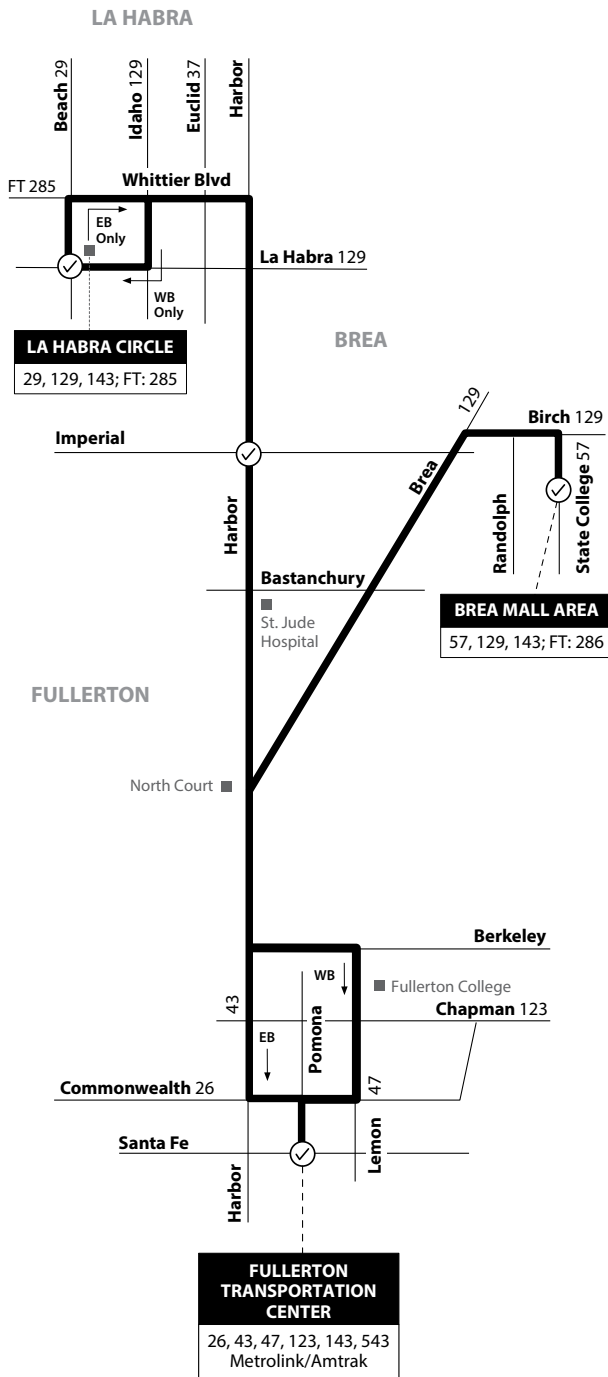 LA HABRA
Beach 29
Idaho 129
Euclid 37
Harbor
FT 285
Whittier Blvd
EB
Only
La Habra 129
WB
Only
LA HABRA CIRCLE
29, 129, 143; FT: 285
BREA
129
Birch 129
Imperial
Brea
Randolph
State College 57
Harbor
Bastanchury
St. Jude
Hospital
BREA MALL AREA
57, 129, 143; FT: 286
FULLERTON
North Court
Berkeley
WB
Fullerton College
43
Chapman 123
EB
Pomona
Commonwealth 26
47
Santa Fe
Harbor
Lemon
FULLERTON
TRANSPORTATION
CENTER
26, 43, 47, 123, 143, 543
Metrolink/Amtrak